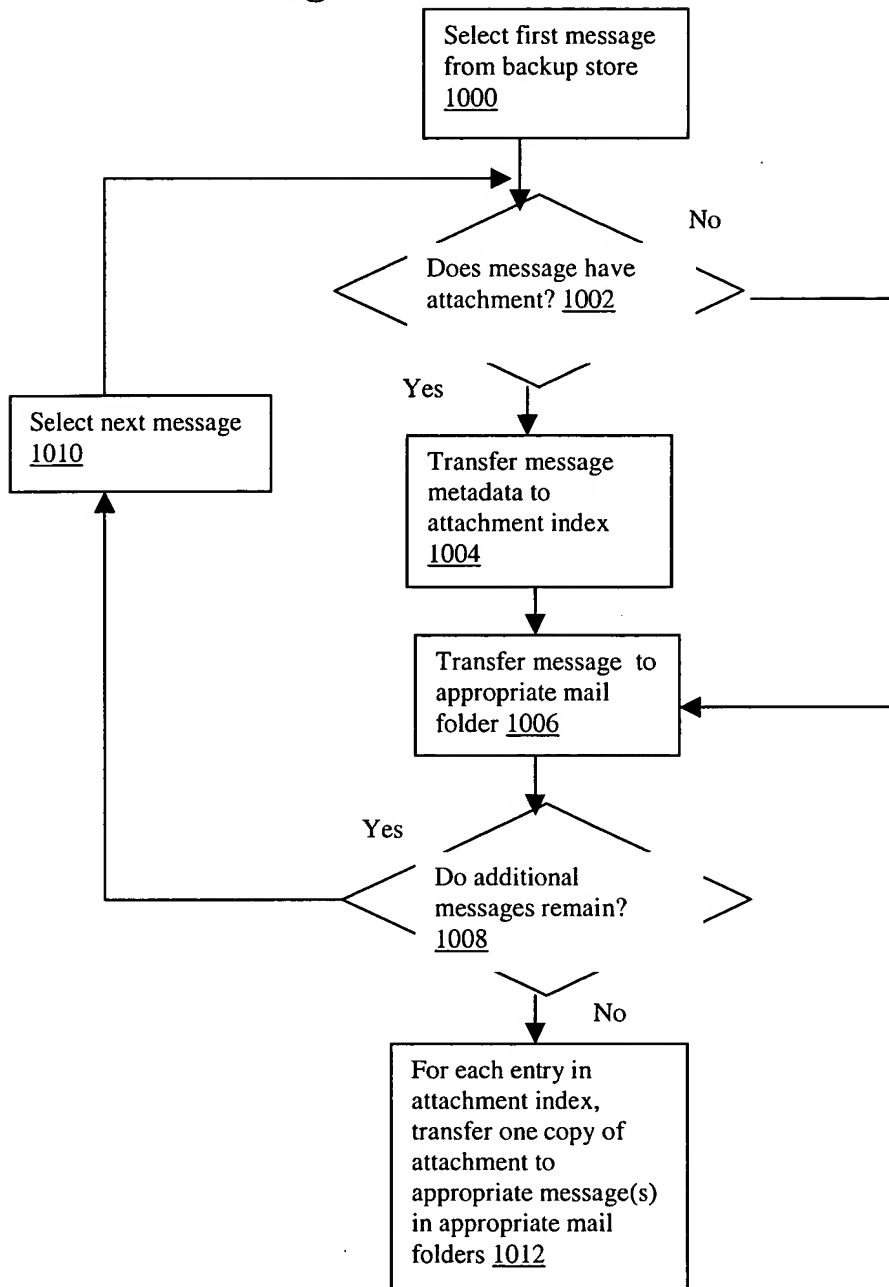 Select first message
from backup store
1000
No
Does message have
attachment? 1002
Yes
Select next message
1010
Transfer message
metadata to
attachment index
1004
Transfer message to
appropriate mail
folder 1006
Yes
Do additional
messages remain?
1008
No
For each entry in
attachment index,
transfer one copy of
attachment to
appropriate message(s)
in appropriate mail
folders 1012